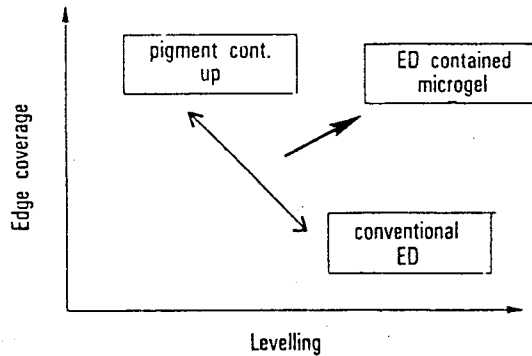 pigment cont.
up
ED contained
microgel
Edge coverage
conventional
ED
Levelling